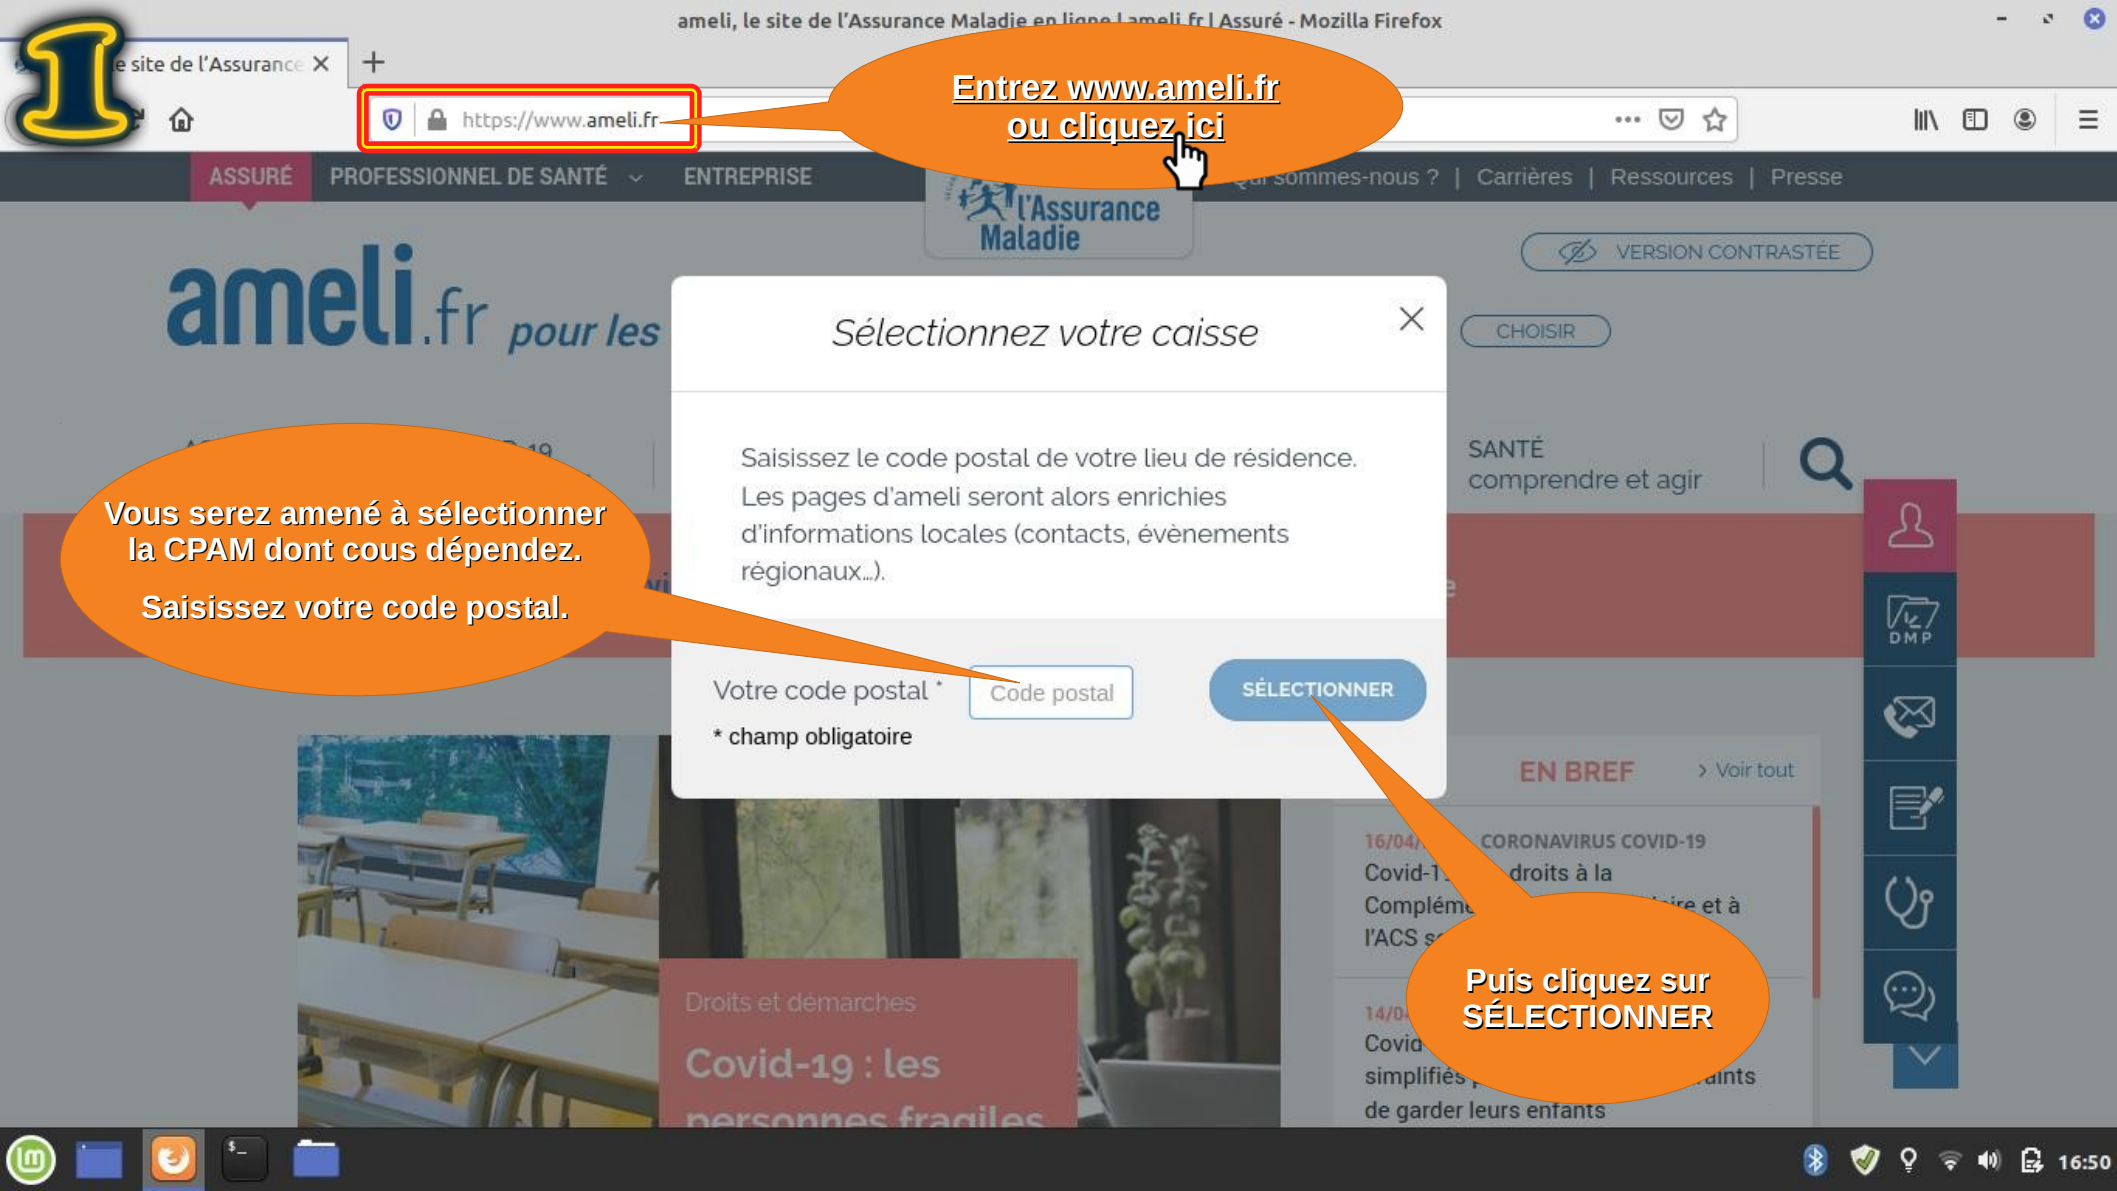 ameli, le site de l'Assurance Maladie en ligne | ameli.fr | Assuré - Mozilla Firefox
1
e site de l'Assurance
https://www.ameli.fr
Entrez www.ameli.fr
ou cliquez ici
ASSURÉ PROFESSIONNEL DE SANTÉ ENTREPRISE
sommes-nous ? | Carrières | Ressources | Presse
l'Assurance
Maladie
VERSION CONTRASTÉE
ameli.fr pour les
CHOISIR
Sélectionnez votre caisse
Saisissez le code postal de votre lieu de résidence.
Les pages d'ameli seront alors enrichies
d'informations locales (contacts, évènements
régionaux…).
SANTÉ
comprendre et agir
Vous serez amené à sélectionner
la CPAM dont cous dépendez.
Saisissez votre code postal.
DMP
Votre code postal * Code postal SÉLECTIONNER
* champ obligatoire
EN BREF > Voir tout
16/04/ CORONAVIRUS COVID-19
droits à la
et à
l'ACS
Puis cliquez sur
SÉLECTIONNER
14/0
Covid
simplifiés
de garder leurs enfants
Droits et démarches
Covid-19 : les
personnes fragiles
$_
16:50